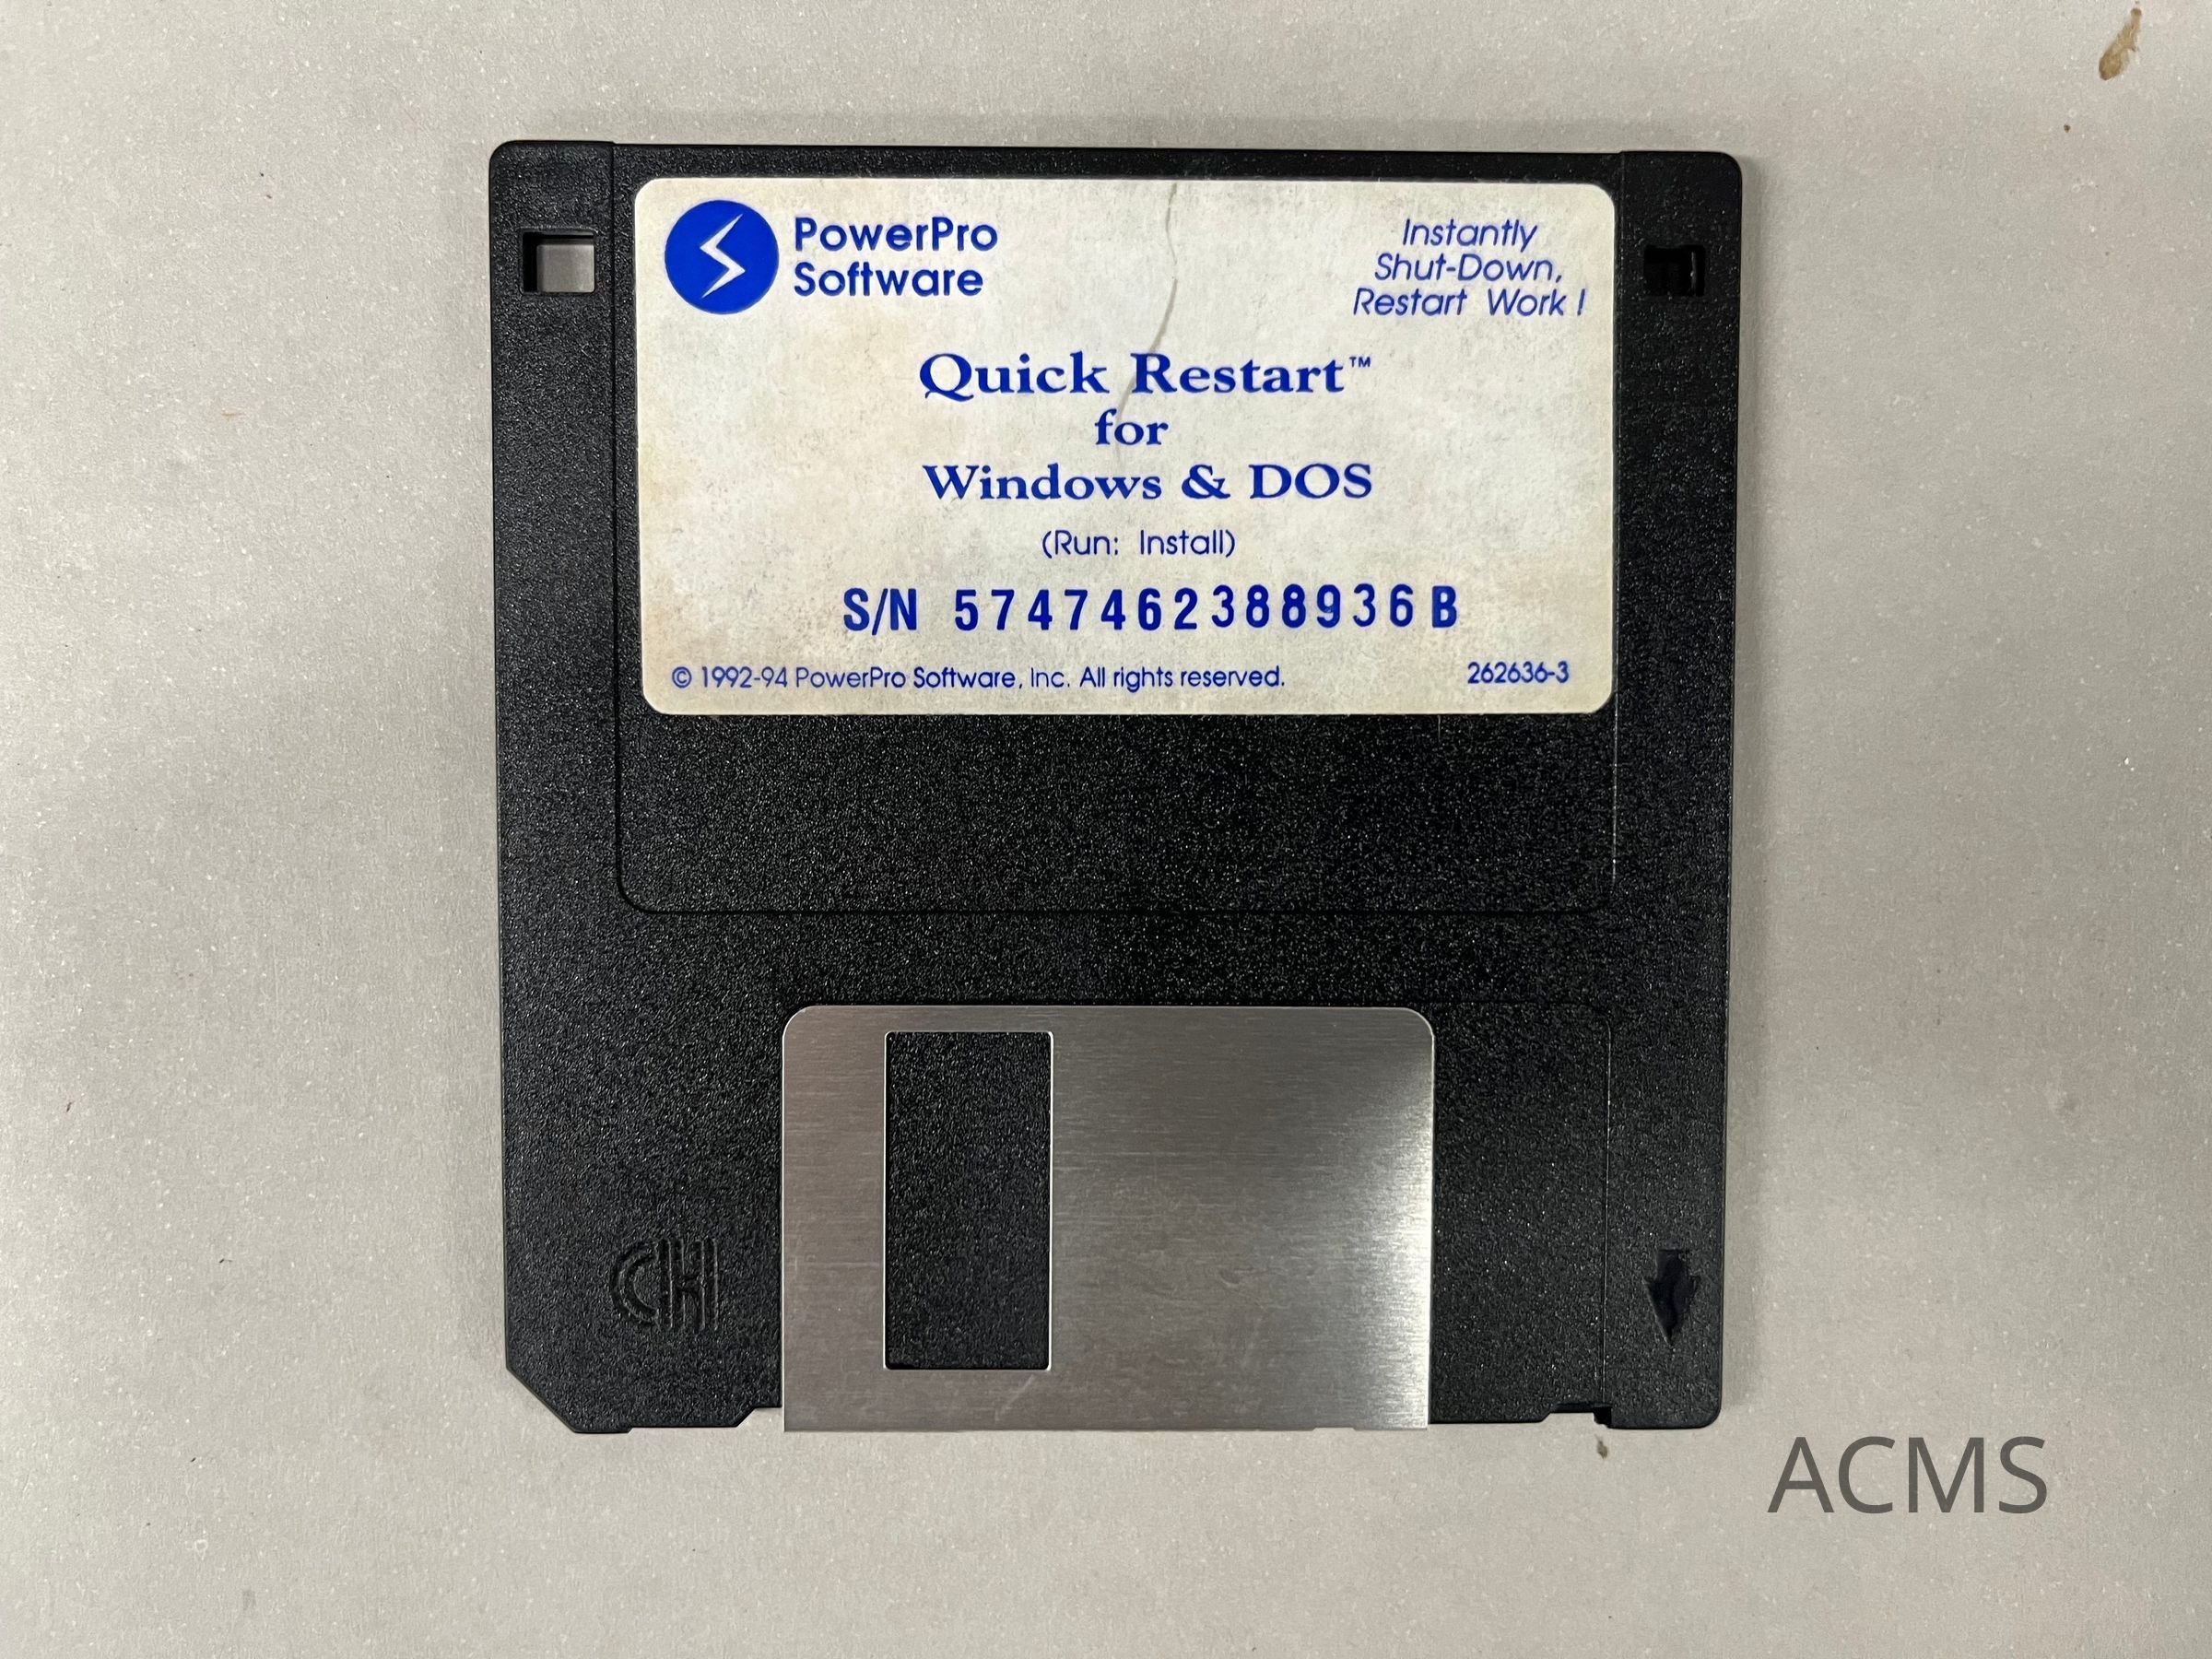 PowerPro
Software
Instantly
Shut-Down,
Restart Work !
Quick Restart™
for
Windows & DOS
(Run: Install)
S/N 5747462388936B
© 1992-94 PowerPro Software, Inc. All rights reserved.
262636-3
ACMS